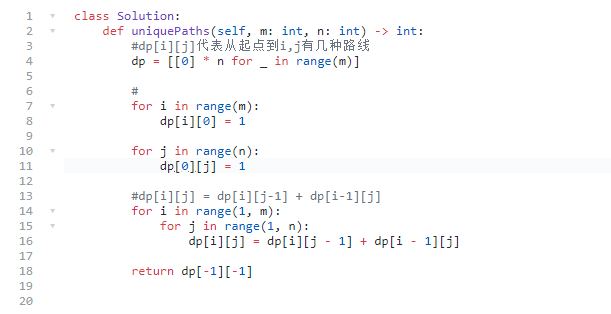 1 class Solution:
2 def uniquePaths(self, m: int, n: int) -> int:
3 #dp[i][j]代表从起点到i,j有几种路线
4 dp = [[0] * n for _ in range(m)]
5
6 #
7 for i in range(m):
8 dp[i][0] = 1
9
10 for j in range(n):
11 dp[0][j] = 1
12
13 #dp[i][j] = dp[i][j-1] + dp[i-1][j]
14 for i in range(1, m):
15 for j in range(1, n):
16 dp[i][j] = dp[i][j - 1] + dp[i - 1][j]
17
18 return dp[-1][-1]
19
20